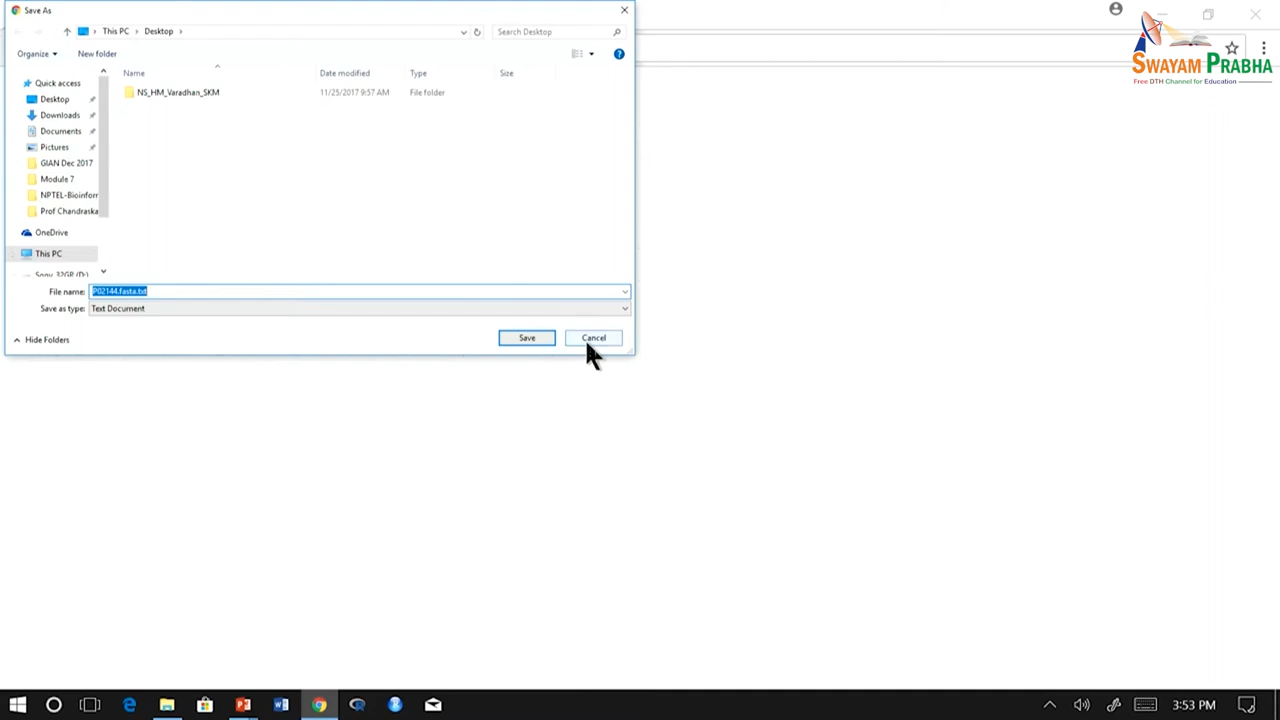 Save As
This PC > Desktop >
Search Desktop
Organize
New folder
Name
Date modified
Type
Size
NS_HM_Varadhan_SKM
11/25/2017 9:57 AM
File folder
Quick access
Desktop
Downloads
Documents
Pictures
GIAN Dec 2017
Module 7
NPTEL-Bioinforr
Prof Chandraska
OneDrive
This PC
Sony_32GR (D:)
File name:
P02144.fasta.txt
Save as type:
Text Document
Hide Folders
Save
Cancel
SWAYAM PRABHA
Free DTH Channel for Education
3:53 PM